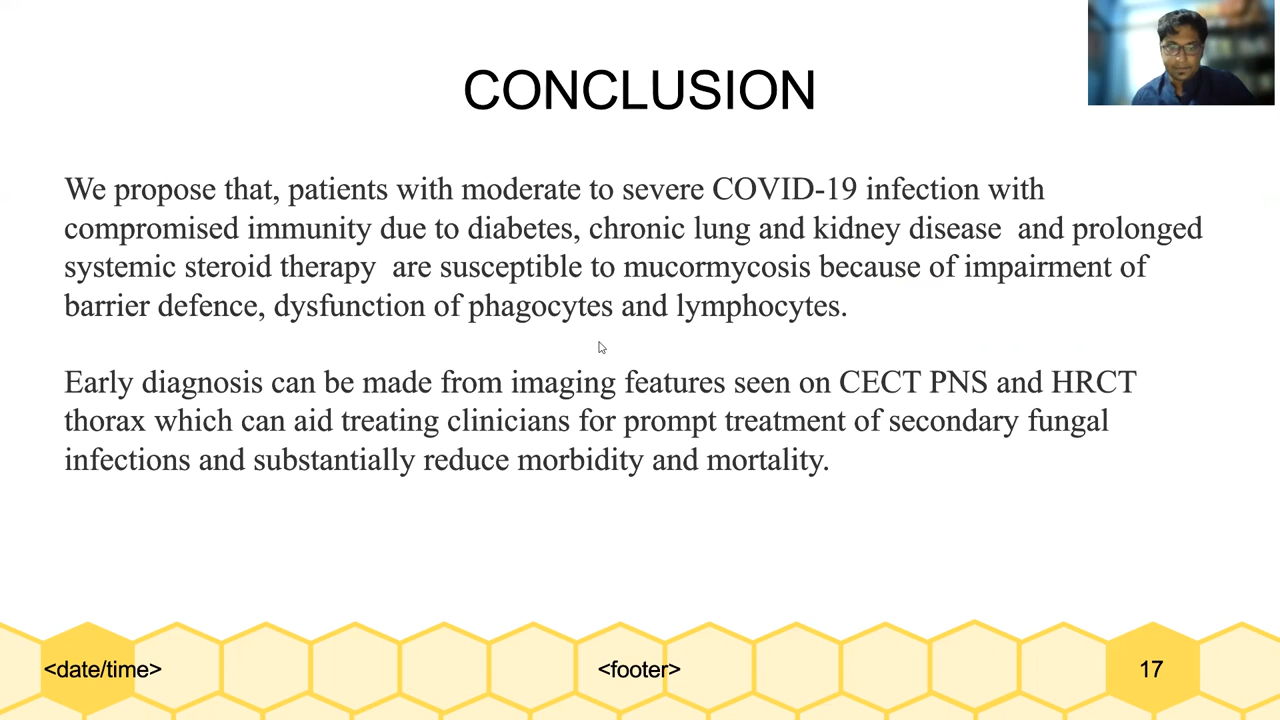 CONCLUSION
We propose that, patients with moderate to severe COVID-19 infection with
compromised immunity due to diabetes, chronic lung and kidney disease  and prolonged
systemic steroid therapy  are susceptible to mucormycosis because of impairment of
barrier defence, dysfunction of phagocytes and lymphocytes.
Early diagnosis can be made from imaging features seen on CECT PNS and HRCT
thorax which can aid treating clinicians for prompt treatment of secondary fungal
infections and substantially reduce morbidity and mortality.
<date/time>
<footer>
17